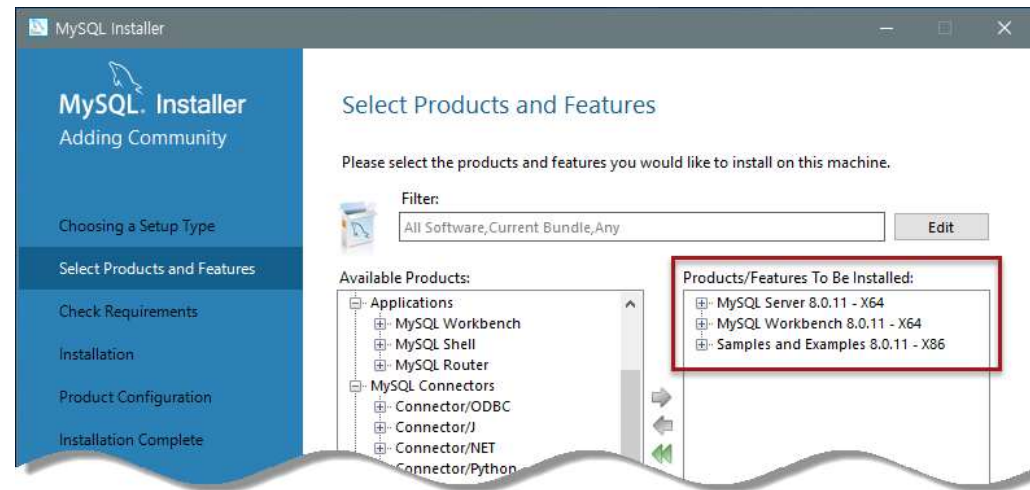 MySQL Installer
MySQL. Installer
Adding Community
Choosing a Setup Type
Select Products and Features
Check Requirements
Installation
Product Configuration
Installation Complete
Select Products and Features
Please select the products and features you would like to install on this machine.
Filter:
All Software,Current Bundle,Any
Edit
Available Products:
Applications
MySQL Workbench
MySQL Shell
MySQL Router
MySQL Connectors
Connector/ODBC
Connector/J
Connector/NET
Connector/Python
Products/Features To Be Installed:
MySQL Server 8.0.11 - X64
MySQL Workbench 8.0.11 - X64
Samples and Examples 8.0.11 - X86